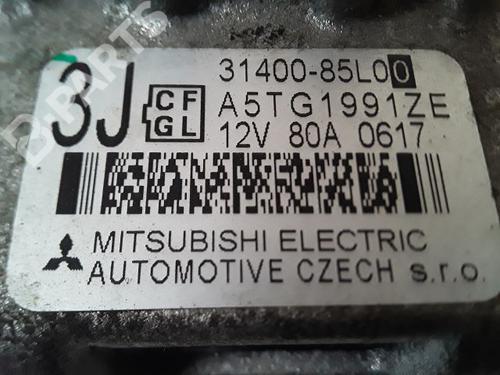 B-PARTS
3J
CF
GL
31400-85L00
A5TG1991ZE
12V 80A 0617
MITSUBISHI ELECTRIC
AUTOMOTIVE CZECH s.r.o.